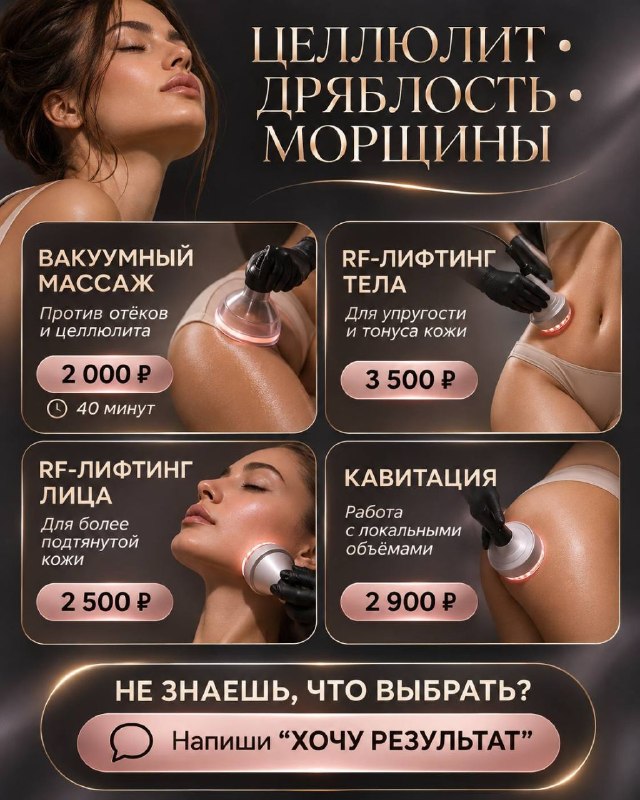 ЦЕЛЛЮЛИТ •
ДРЯБЛОСТЬ •
МОРЩИНЫ
ВАКУУМНЫЙ
МАССАЖ
Против отёков
и целлюлита
2 000 ₽
40 минут
RF-ЛИФТИНГ
ТЕЛА
Для упругости
и тонуса кожи
3 500 ₽
RF-ЛИФТИНГ
ЛИЦА
Для более
подтянутой
кожи
2 500 ₽
КАВИТАЦИЯ
Работа
с локальными
объёмами
2 900 ₽
НЕ ЗНАЕШЬ, ЧТО ВЫБРАТЬ?
Напиши “ХОЧУ РЕЗУЛЬТАТ”